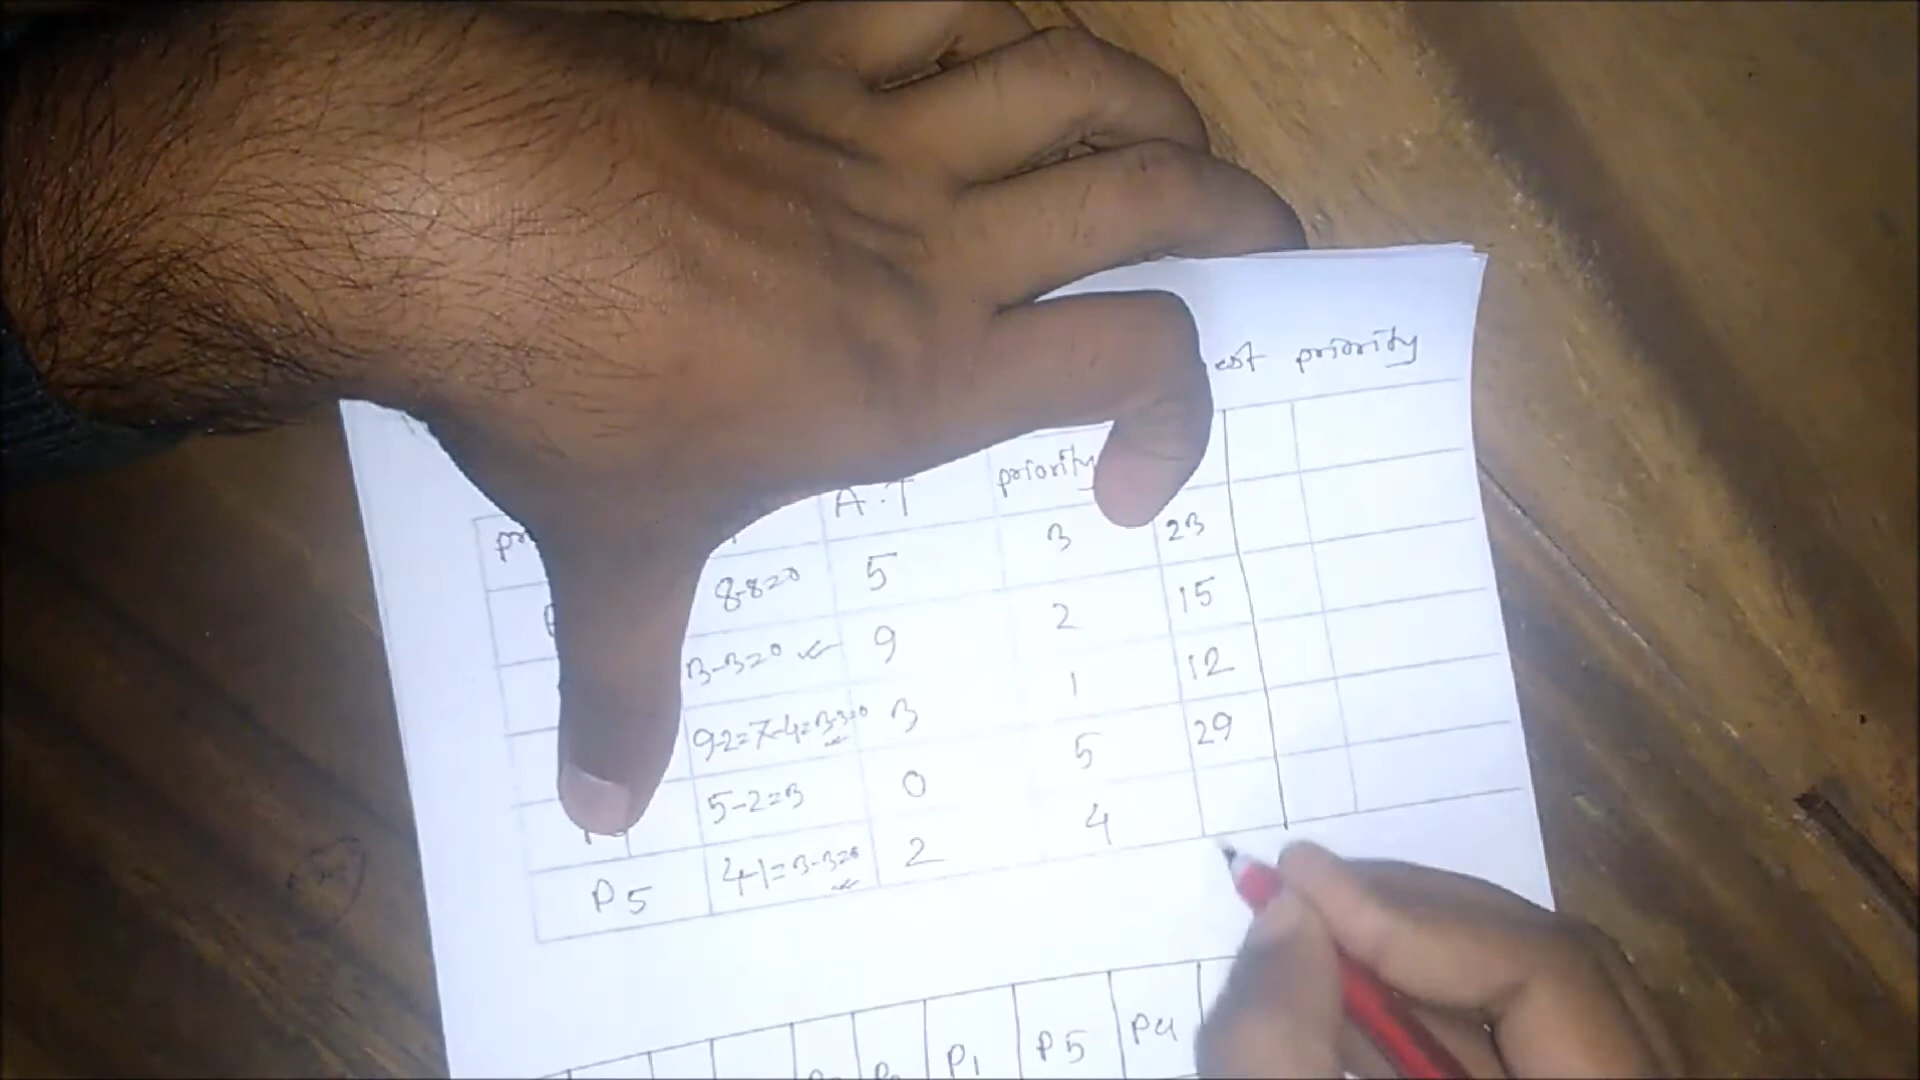 priority
A.T priority
8-8=0 5 3 23
3-3=0 9 2 15
9-2=7-4=3-3=0 3 1 12
5-2=3 0 5 29
P5 4-1=3-3=0 2 4
P1 P5 P4